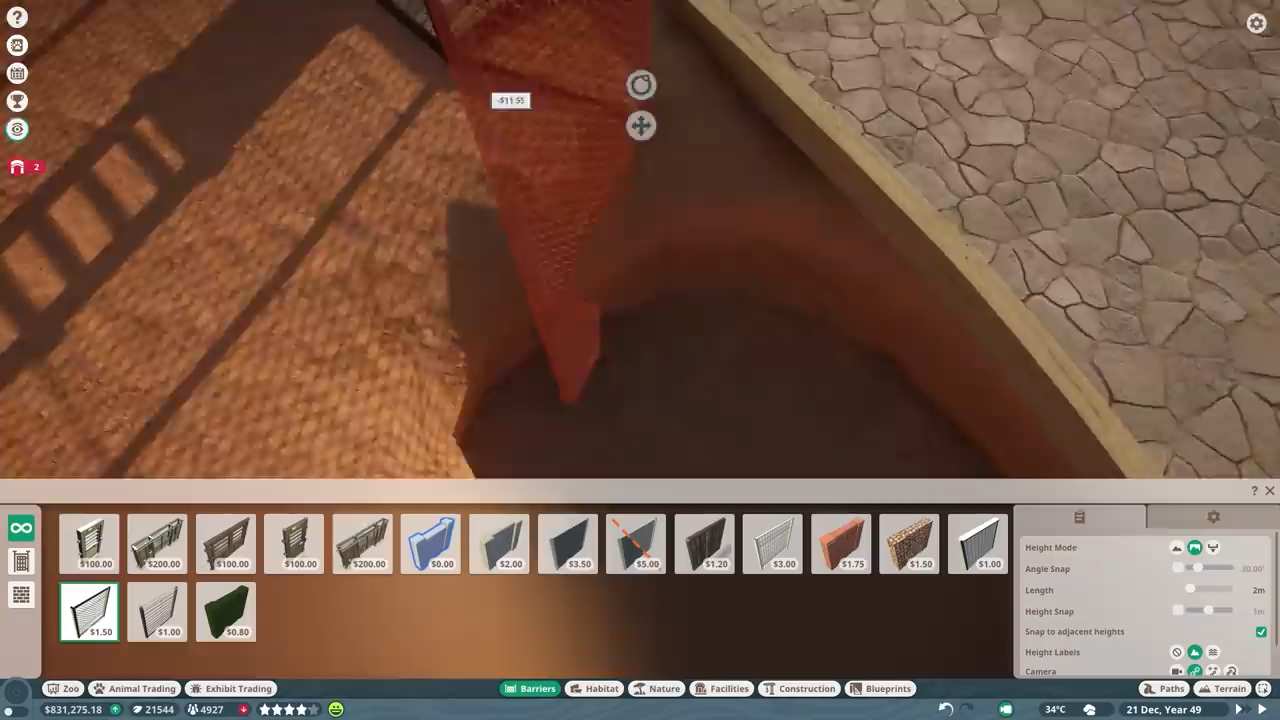 -$11.55
2
?
$100.00 $200.00 $100.00 $100.00 $200.00 $0.00 $2.00 $3.50 $5.00 $1.20 $3.00 $1.75 $1.50 $1.00
$1.50 $1.00 $0.80
Height Mode
Angle Snap 30.00°
Length 2m
Height Snap 1m
Snap to adjacent heights
Height Labels
Camera
Zoo Animal Trading Exhibit Trading Barriers Habitat Nature Facilities Construction Blueprints Paths Terrain
$831,275.18 21544 4927 34°C 21 Dec, Year 49